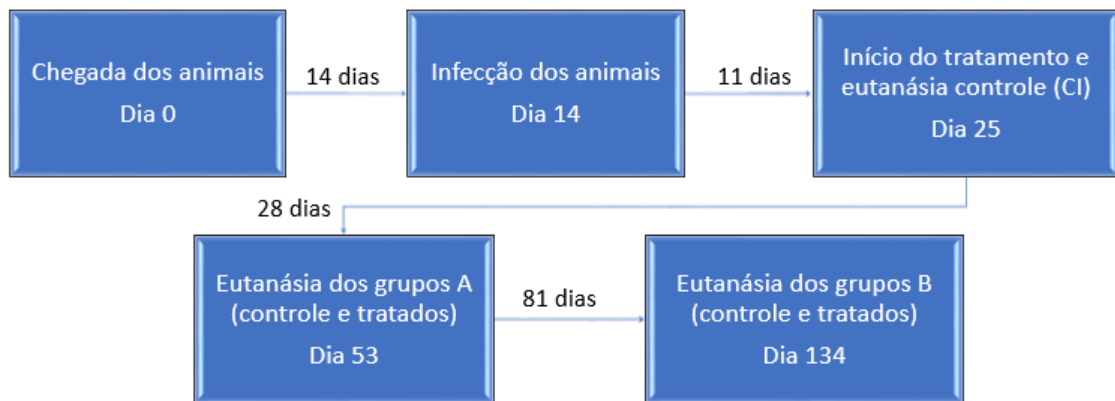 Chegada dos animais
Dia 0
14 dias
Infecção dos animais
Dia 14
11 dias
Início do tratamento e
eutanásia controle (CI)
Dia 25
28 dias
Eutanásia dos grupos A
(controle e tratados)
Dia 53
81 dias
Eutanásia dos grupos B
(controle e tratados)
Dia 134